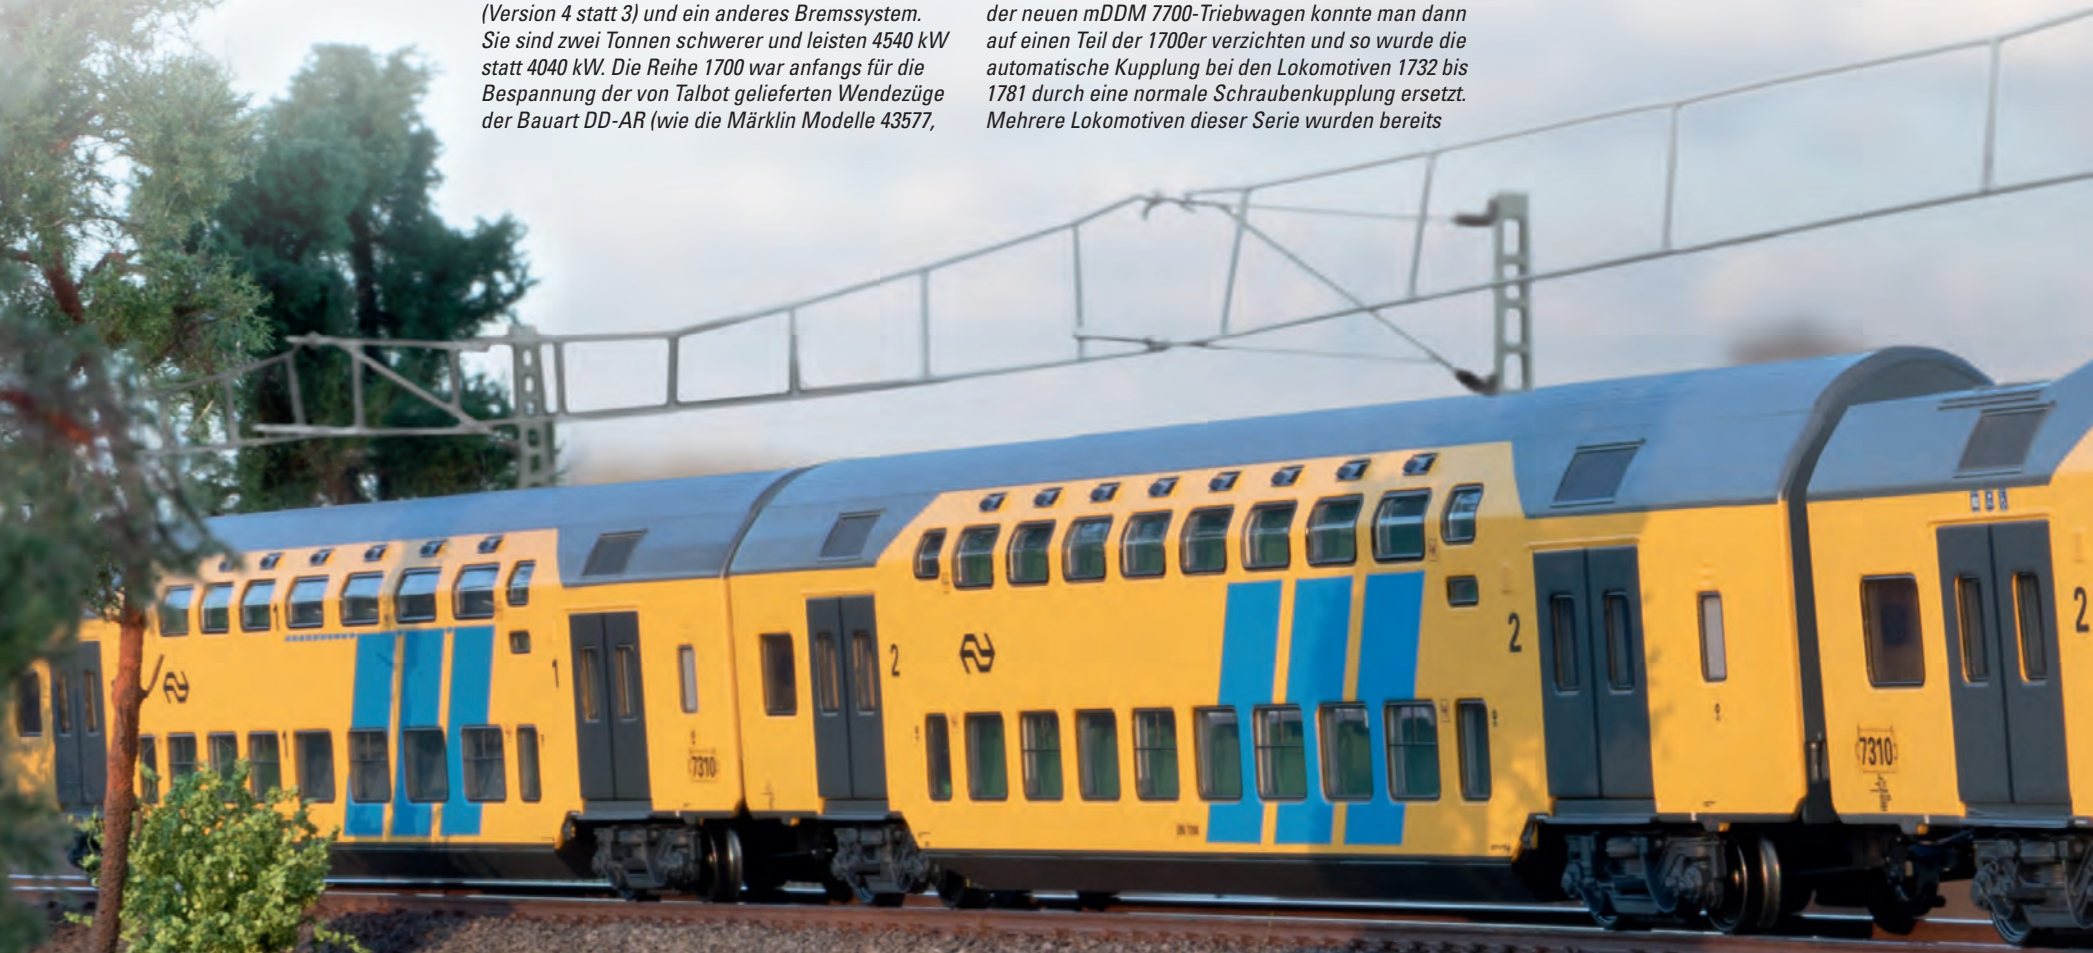 (Version 4 statt 3) und ein anderes Bremssystem.
Sie sind zwei Tonnen schwerer und leisten 4540 kW
statt 4040 kW. Die Reihe 1700 war anfangs für die
Bespannung der von Talbot gelieferten Wendezüge
der Bauart DD-AR (wie die Märklin Modelle 43577,
der neuen mDDM 7700-Triebwagen konnte man dann
auf einen Teil der 1700er verzichten und so wurde die
automatische Kupplung bei den Lokomotiven 1732 bis
1781 durch eine normale Schraubenkupplung ersetzt.
Mehrere Lokomotiven dieser Serie wurden bereits
1
1
1
7310
2
2
7310
2